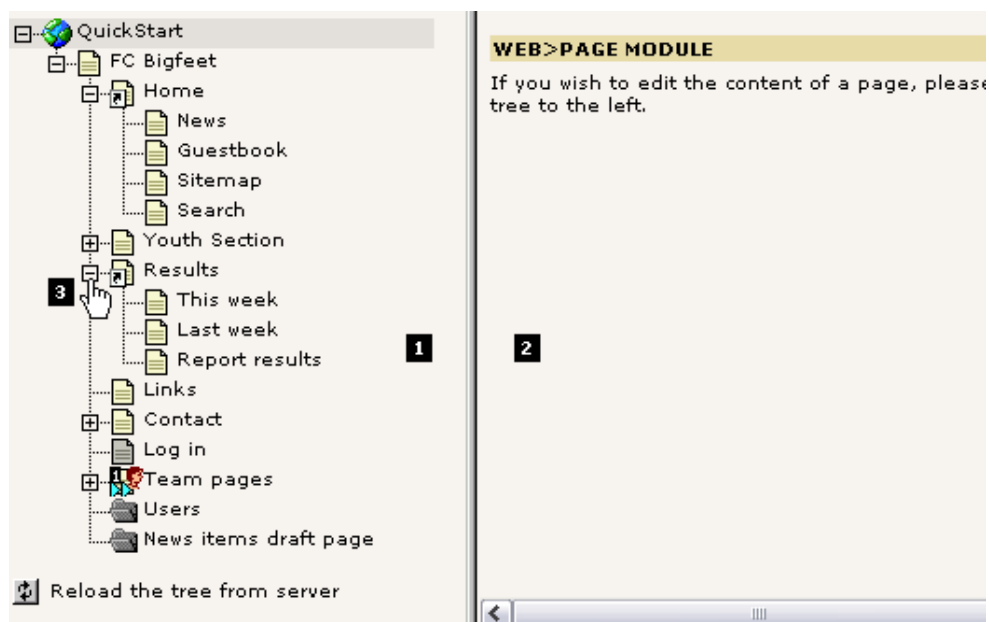 QuickStart
FC Bigfeet
Home
News
Guestbook
Sitemap
Search
Youth Section
Results
3
This week
Last week
Report results
1
Links
Contact
Log in
Team pages
Users
News items draft page
Reload the tree from server
WEB>PAGE MODULE
If you wish to edit the content of a page, please
tree to the left.
2